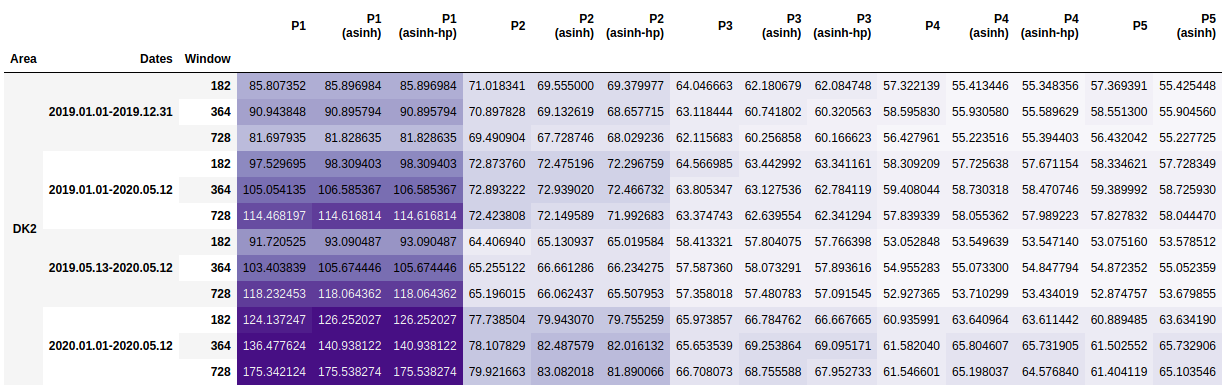 P1 P1 (asinh) P1 (asinh-hp) P2 P2 (asinh) P2 (asinh-hp) P3 P3 (asinh) P3 (asinh-hp) P4 P4 (asinh) P4 (asinh-hp) P5 P5 (asinh)
Area Dates Window
182 85.807352 85.896984 85.896984 71.018341 69.555000 69.379977 64.046663 62.180679 62.084748 57.322139 55.413446 55.348356 57.369391 55.425448
2019.01.01-2019.12.31 364 90.943848 90.895794 90.895794 70.897828 69.132619 68.657715 63.118444 60.741802 60.320563 58.595830 55.930580 55.589629 58.551300 55.904560
728 81.697935 81.828635 81.828635 69.490904 67.728746 68.029236 62.115683 60.256858 60.166623 56.427961 55.223516 55.394403 56.432042 55.227725
182 97.529695 98.309403 98.309403 72.873760 72.475196 72.296759 64.566985 63.442992 63.341161 58.309209 57.725638 57.671154 58.334621 57.728349
2019.01.01-2020.05.12 364 105.054135 106.585367 106.585367 72.893222 72.939020 72.466732 63.805347 63.127536 62.784119 59.408044 58.730318 58.470746 59.389992 58.725930
728 114.468197 114.616814 114.616814 72.423808 72.149589 71.992683 63.374743 62.639554 62.341294 57.839339 58.055362 57.989223 57.827832 58.044470
DK2
182 91.720525 93.090487 93.090487 64.406940 65.130937 65.019584 58.413321 57.804075 57.766398 53.052848 53.549639 53.547140 53.075160 53.578512
2019.05.13-2020.05.12 364 103.403839 105.674446 105.674446 65.255122 66.661286 66.234275 57.587360 58.073291 57.893616 54.955283 55.073300 54.847794 54.872352 55.052359
728 118.232453 118.064362 118.064362 65.196015 66.062437 65.507953 57.358018 57.480783 57.091545 52.927365 53.710299 53.434019 52.874757 53.679855
182 124.137247 126.252027 126.252027 77.738504 79.943070 79.755259 65.973857 66.784762 66.667665 60.935991 63.640964 63.611442 60.889485 63.634190
2020.01.01-2020.05.12 364 136.477624 140.938122 140.938122 78.107829 82.487579 82.016132 65.653539 69.253864 69.095171 61.582040 65.804607 65.731905 61.502552 65.732906
728 175.342124 175.538274 175.538274 79.921663 83.082018 81.890066 66.708073 68.755588 67.952733 61.546601 65.198037 64.576840 61.404119 65.103546